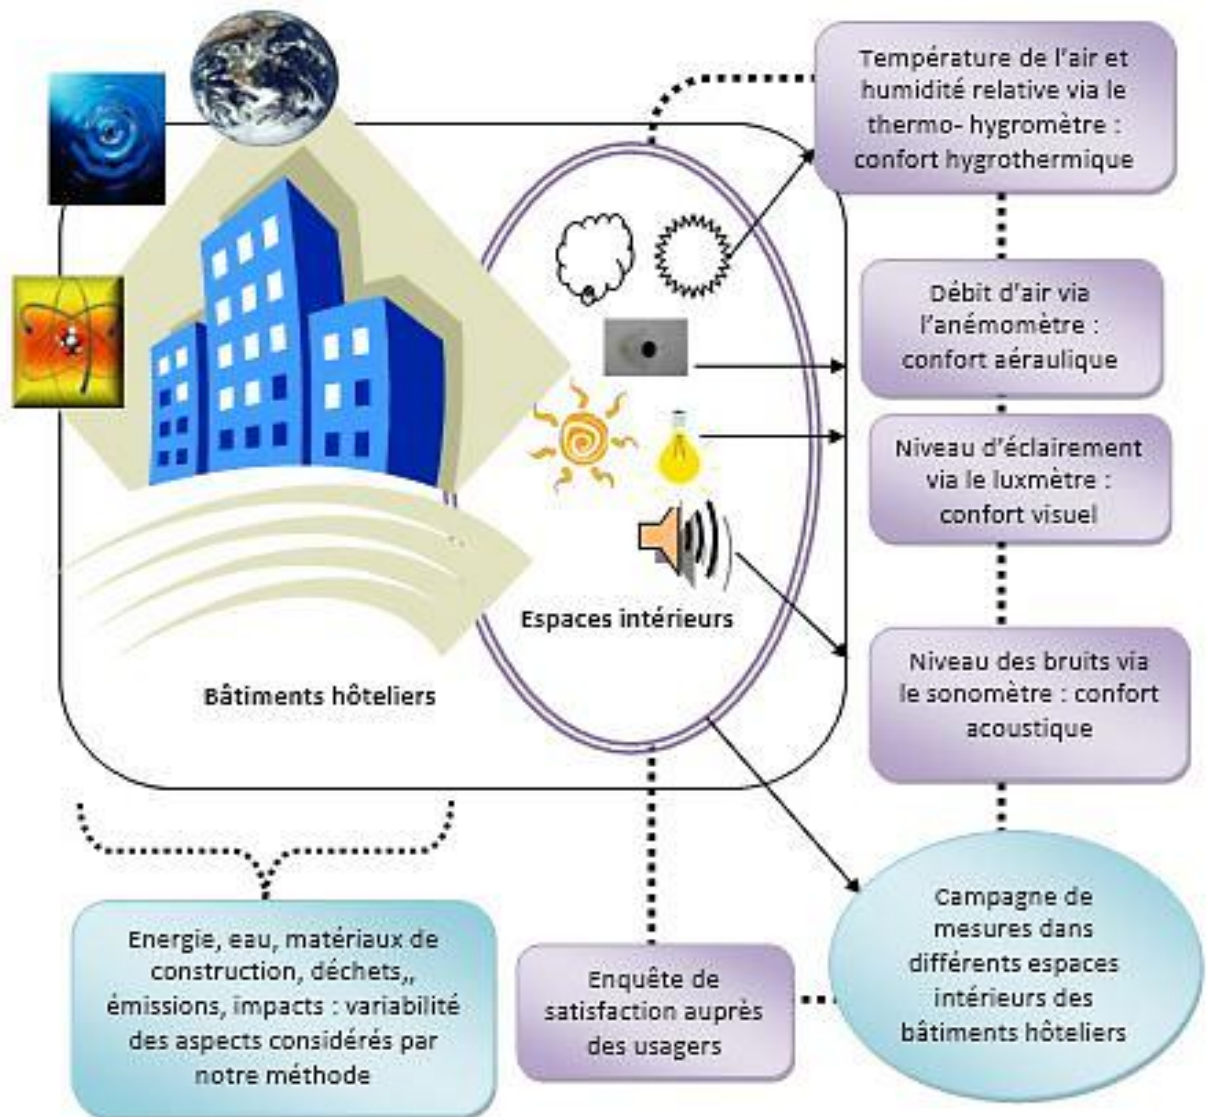 Température de l'air et
humidité relative via le
thermo- hygromètre :
confort hygrothermique
Débit d'air via
l'anémomètre :
confort aéraulique
Niveau d'éclairement
via le luxmètre :
confort visuel
Espaces intérieurs
Niveau des bruits via
le sonomètre : confort
acoustique
Bâtiments hôteliers
Energie, eau, matériaux de
construction, déchets,,
émissions, impacts : variabilité
des aspects considérés par
notre méthode
Enquête de
satisfaction auprès
des usagers
Campagne de
mesures dans
différents espaces
intérieurs des
bâtiments hôteliers